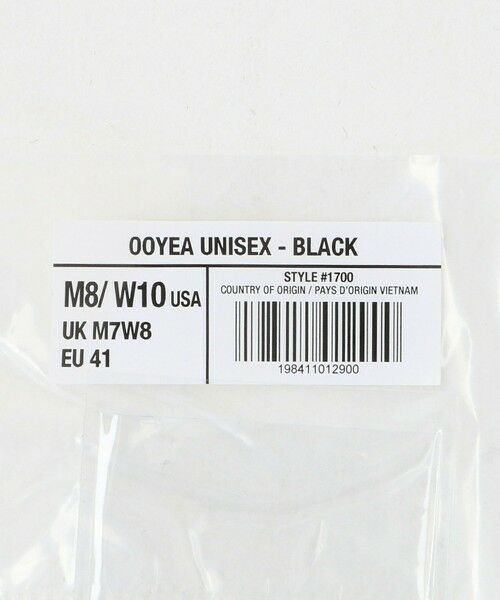 OOYEA UNISEX - BLACK
M8/ W10 USA
UK M7W8
EU 41
STYLE #1700
COUNTRY OF ORIGIN / PAYS D'ORIGIN VIETNAM
198411012900